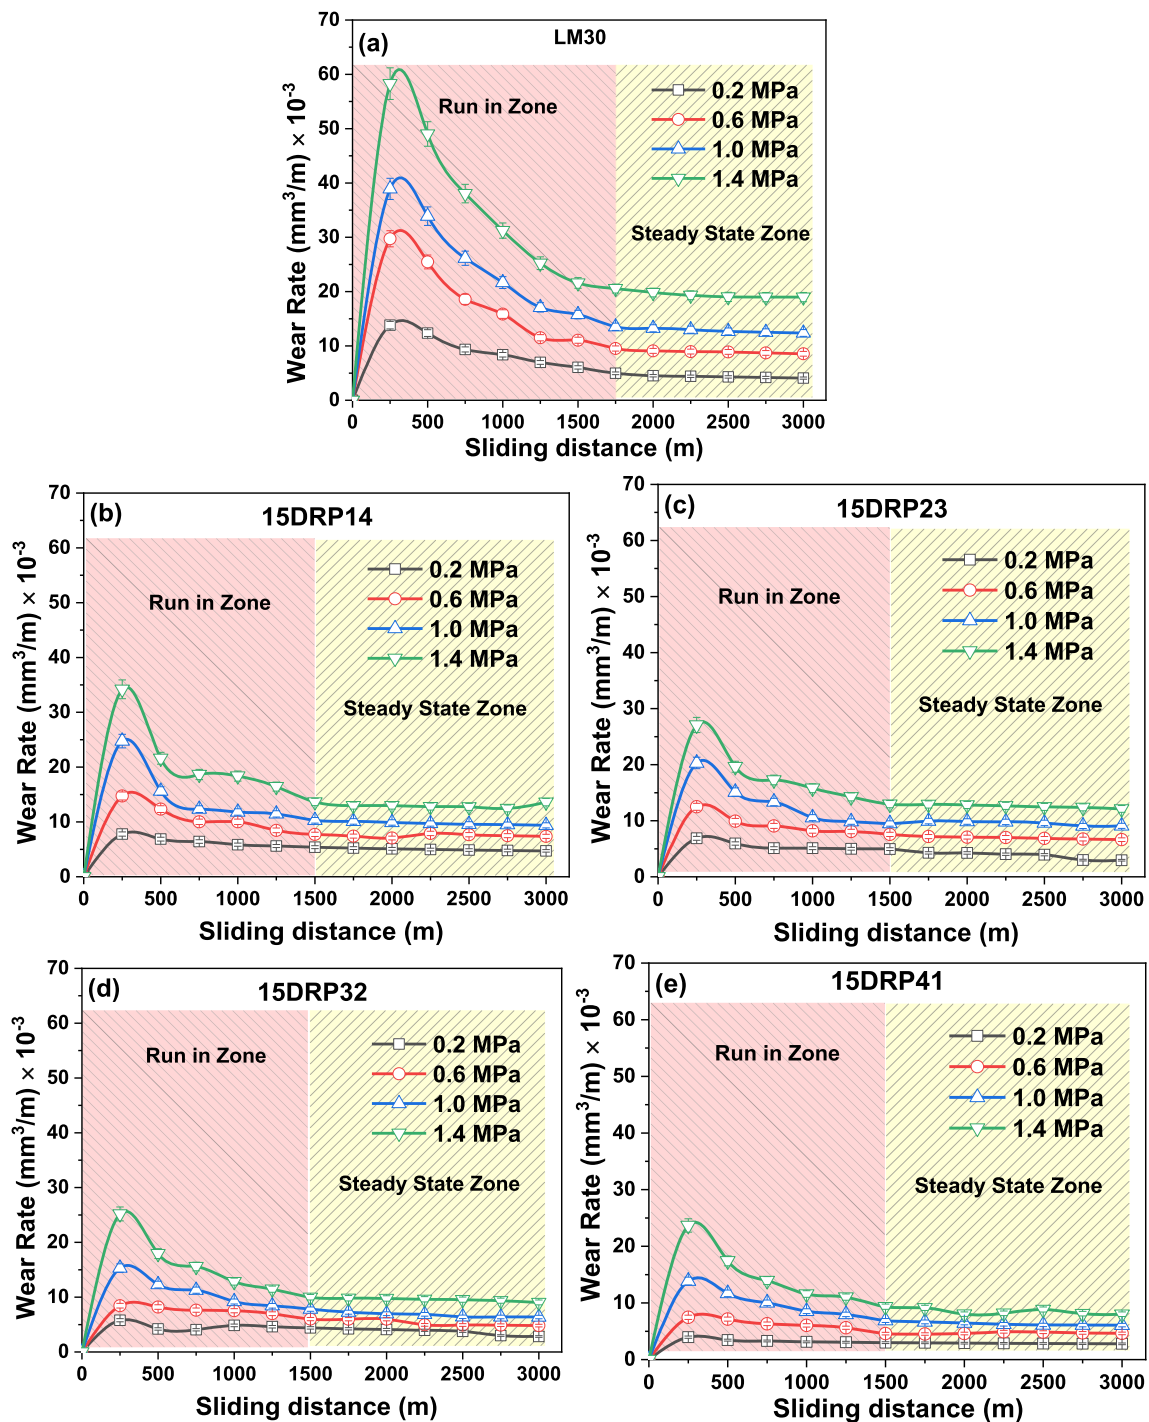 (a)
LM30
Run in Zone
0.2 MPa
0.6 MPa
1.0 MPa
1.4 MPa
Steady State Zone
Wear Rate (mm³/m) × 10⁻³
70
60
50
40
30
20
10
0
0 500 1000 1500 2000 2500 3000
Sliding distance (m)
(b)
15DRP14
Run in Zone
0.2 MPa
0.6 MPa
1.0 MPa
1.4 MPa
Steady State Zone
Wear Rate (mm³/m) × 10⁻³
70
60
50
40
30
20
10
0
0 500 1000 1500 2000 2500 3000
Sliding distance (m)
(c)
15DRP23
Run in Zone
0.2 MPa
0.6 MPa
1.0 MPa
1.4 MPa
Steady State Zone
Wear Rate (mm³/m) × 10⁻³
70
60
50
40
30
20
10
0
0 500 1000 1500 2000 2500 3000
Sliding distance (m)
(d)
15DRP32
Run in Zone
0.2 MPa
0.6 MPa
1.0 MPa
1.4 MPa
Steady State Zone
Wear Rate (mm³/m) × 10⁻³
70
60
50
40
30
20
10
0
0 500 1000 1500 2000 2500 3000
Sliding distance (m)
(e)
15DRP41
Run in Zone
0.2 MPa
0.6 MPa
1.0 MPa
1.4 MPa
Steady State Zone
Wear Rate (mm³/m) × 10⁻³
70
60
50
40
30
20
10
0
0 500 1000 1500 2000 2500 3000
Sliding distance (m)